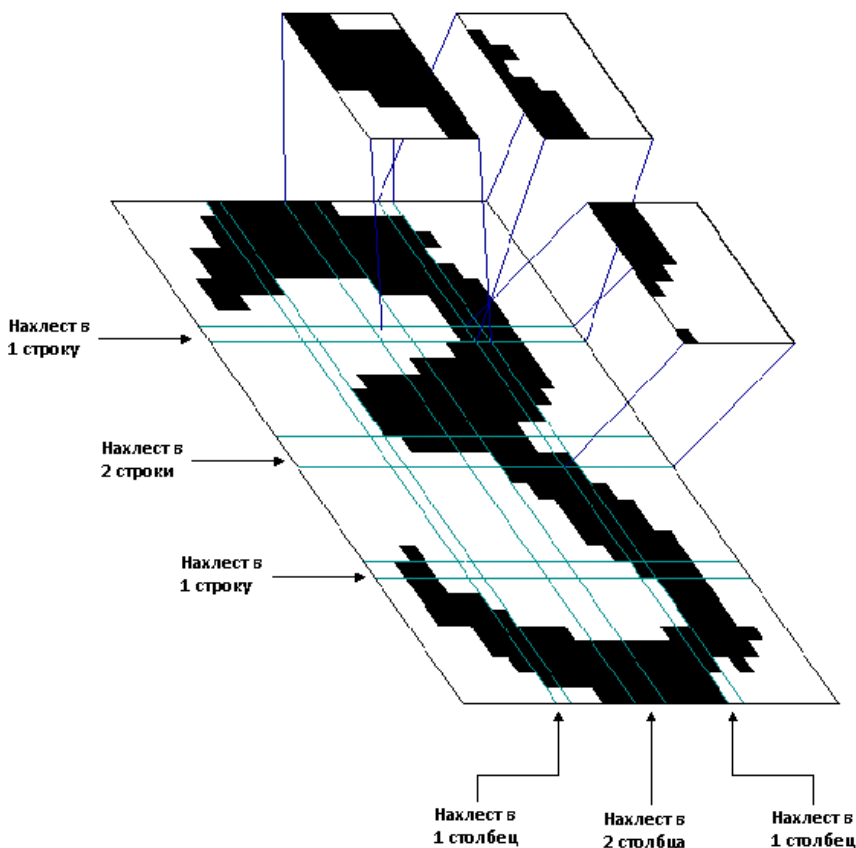 Нахлест в
1 строку
Нахлест в
2 строки
Нахлест в
1 строку
Нахлест в
1 столбец
Нахлест в
2 столбца
Нахлест в
1 столбец